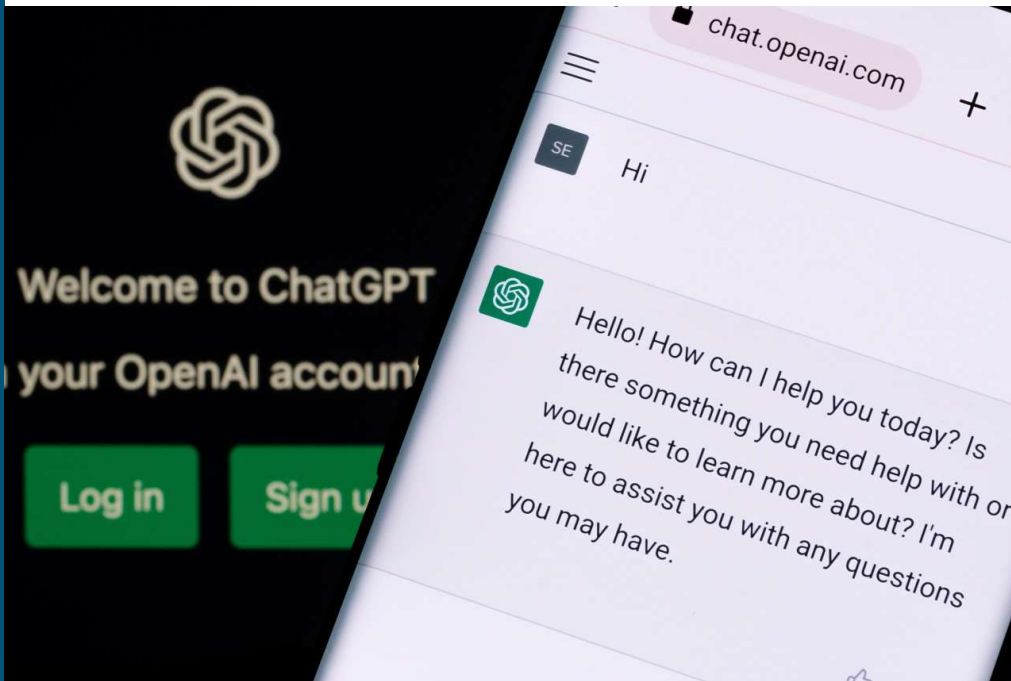 Welcome to ChatGPT
your OpenAI account
Log in
Sign u
chat.openai.com
+
SE
Hi
Hello! How can I help you today? Is
there something you need help with or
would like to learn more about? I'm
here to assist you with any questions
you may have.